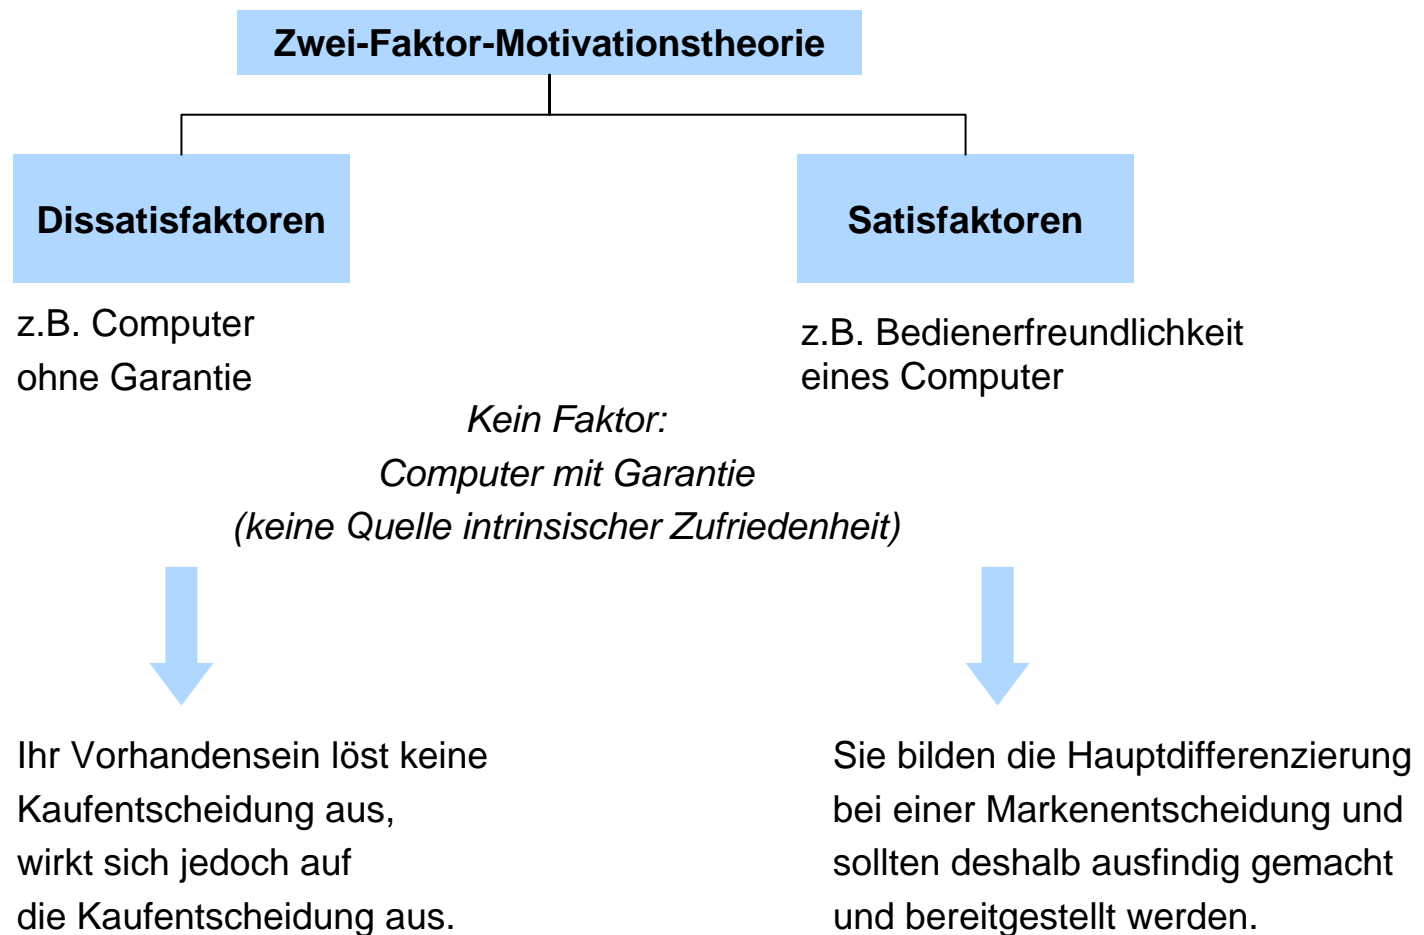 Zwei-Faktor-Motivationstheorie
Dissatisfaktoren
Satisfaktoren
z.B. Computer
ohne Garantie
z.B. Bedienerfreundlichkeit
eines Computer
Kein Faktor:
Computer mit Garantie
(keine Quelle intrinsischer Zufriedenheit)
Ihr Vorhandensein löst keine
Kaufentscheidung aus,
wirkt sich jedoch auf
die Kaufentscheidung aus.
Sie bilden die Hauptdifferenzierung
bei einer Markenentscheidung und
sollten deshalb ausfindig gemacht
und bereitgestellt werden.